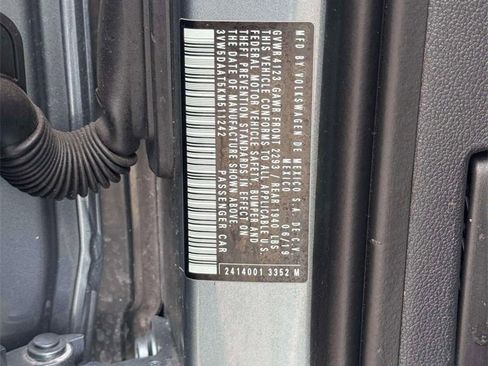 MFD. BY VOLKSWAGEN DE MEXICO S.A. DE C.V.
MEXICO 06/19
GVWR 4123 GAWR FRONT 2293 / REAR 1940 LBS
THIS VEHICLE CONFORMS TO ALL APPLICABLE U.S.
FEDERAL MOTOR VEHICLE SAFETY, BUMPER AND
THEFT PREVENTION STANDARDS IN EFFECT ON
THE DATE OF MANUFACTURE SHOWN ABOVE
PASSENGER CAR
2414001 3352 M